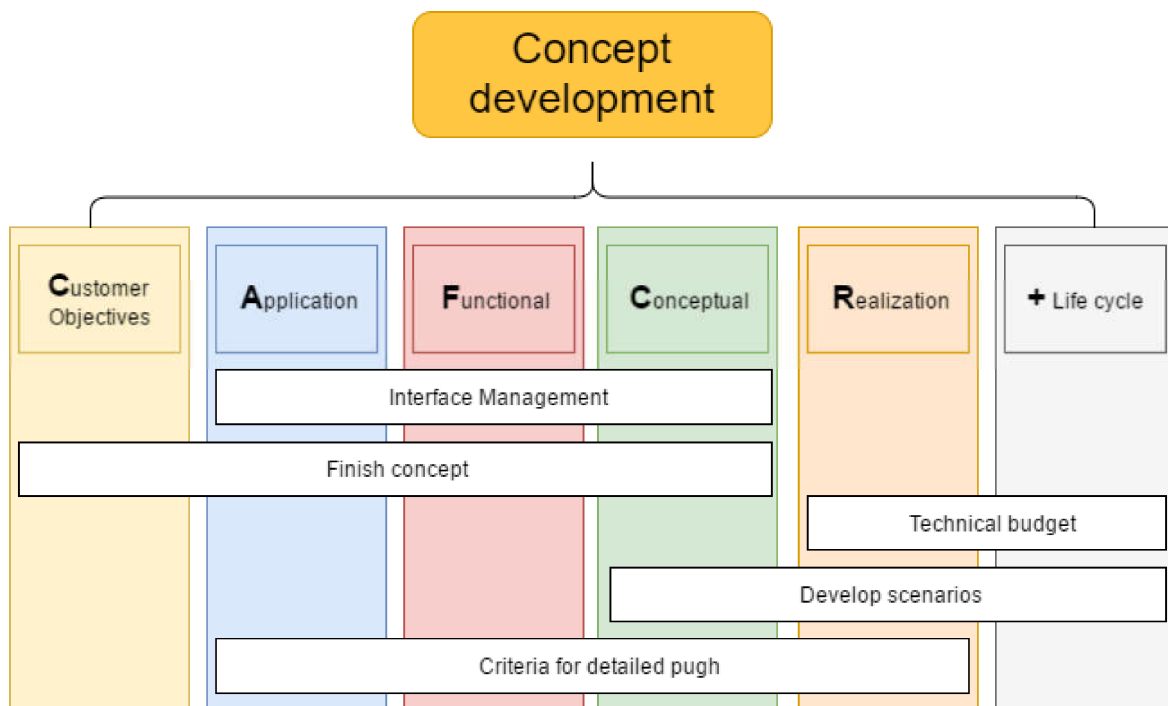 Concept
development
Customer
Objectives
Application
Functional
Conceptual
Realization
+ Life cycle
Interface Management
Finish concept
Technical budget
Develop scenarios
Criteria for detailed pugh